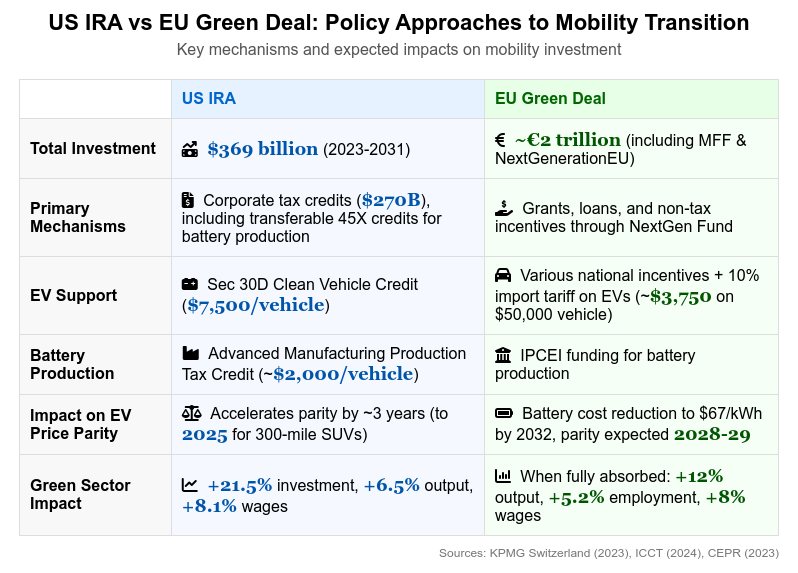 US IRA vs EU Green Deal: Policy Approaches to Mobility Transition
Key mechanisms and expected impacts on mobility investment
US IRA
EU Green Deal
Total Investment
$369 billion (2023-2031)
~€2 trillion (including MFF &
NextGenerationEU)
Primary
Mechanisms
Corporate tax credits ($270B),
including transferable 45X credits for
battery production
Grants, loans, and non-tax
incentives through NextGen Fund
EV Support
Sec 30D Clean Vehicle Credit
($7,500/vehicle)
Various national incentives + 10%
import tariff on EVs (~$3,750 on
$50,000 vehicle)
Battery
Production
Advanced Manufacturing Production
Tax Credit (~$2,000/vehicle)
IPCEI funding for battery
production
Impact on EV
Price Parity
Accelerates parity by ~3 years (to
2025 for 300-mile SUVs)
Battery cost reduction to $67/kWh
by 2032, parity expected 2028-29
Green Sector
Impact
+21.5% investment, +6.5% output,
+8.1% wages
When fully absorbed: +12%
output, +5.2% employment, +8%
wages
Sources: KPMG Switzerland (2023), ICCT (2024), CEPR (2023)